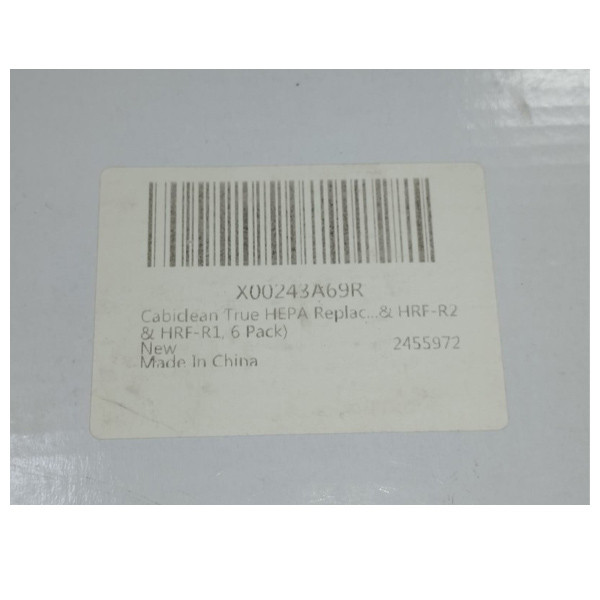 X00243A69R
Cabiclean True HEPA Replac...& HRF-R2
& HRF-R1, 6 Pack)
New 2455972
Made In China